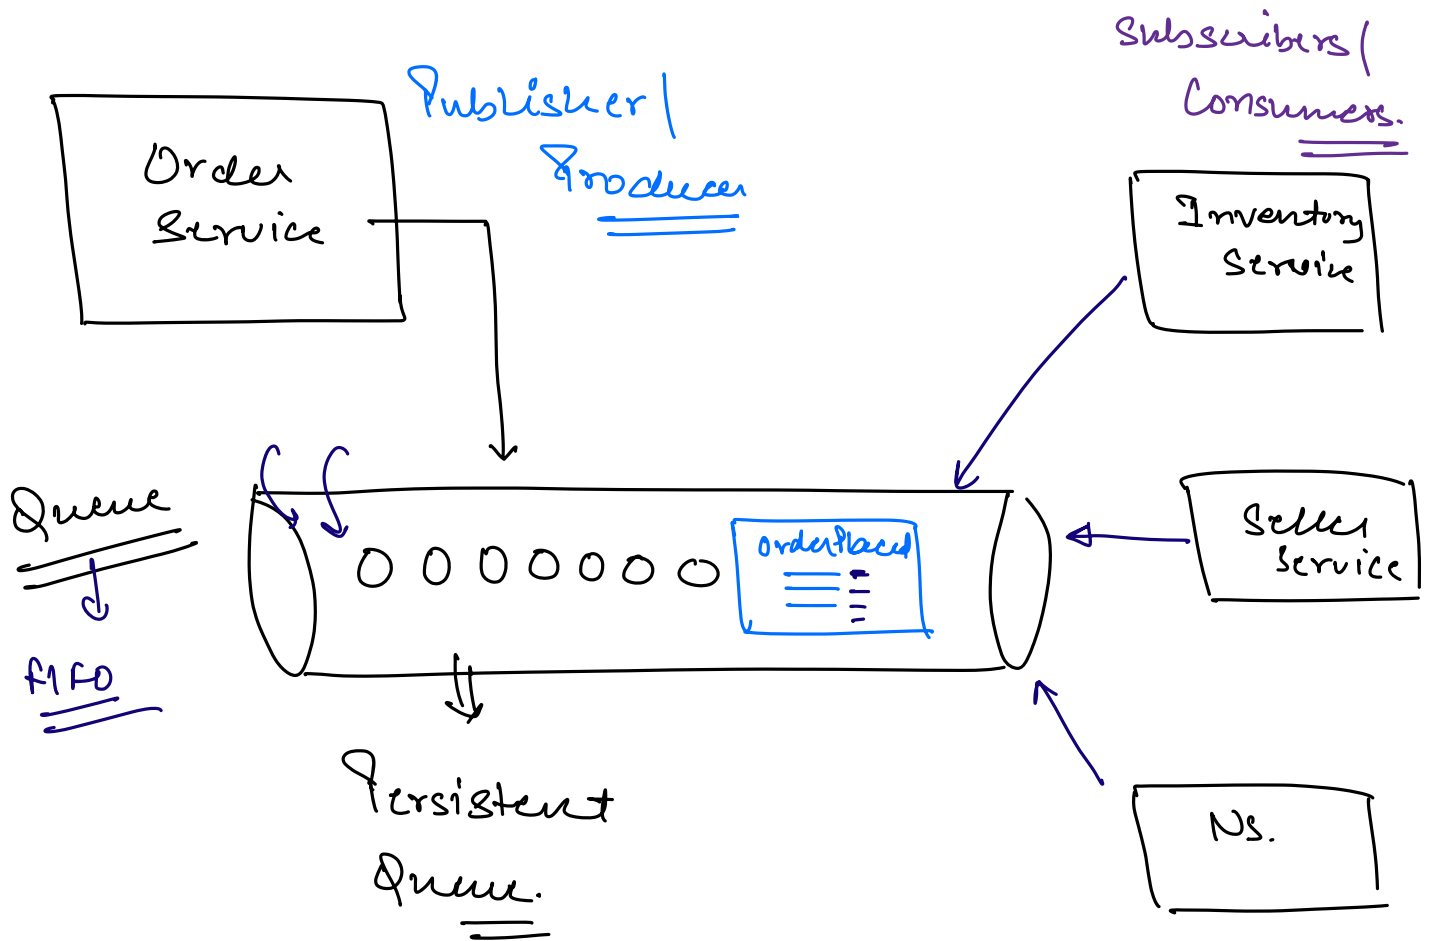 Subscribers/
Consumers.
Publisher/
Producer
Order
Service
Inventory
Service
Queue
FIFO
OrderPlaced
Seller
Service
Persistent
Queue.
Ns.